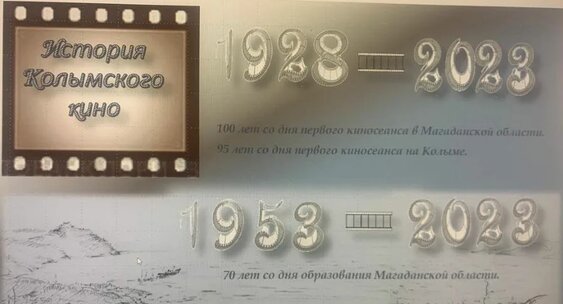 История
Колымского
кино
1928 — 2023
100 лет со дня первого киносеанса в Магаданской области.
95 лет со дня первого киносеанса на Колыме.
1953 — 2023
70 лет со дня образования Магаданской области.